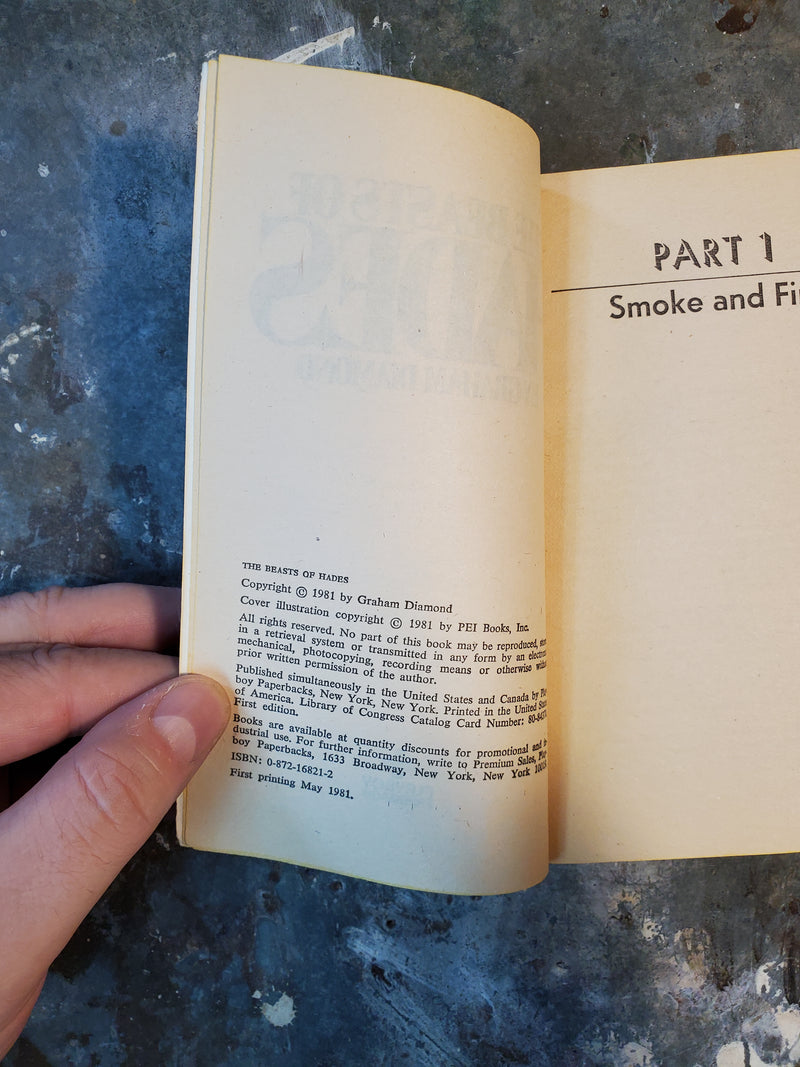 THE BEASTS OF HADES
Copyright © 1981 by Graham Diamond
Cover illustration copyright © 1981 by PEI Books, Inc.
All rights reserved. No part of this book may be reproduced,
in a retrieval system or transmitted in any form by an
mechanical, photocopying, recording means or otherwise
prior written permission of the author.
Published simultaneously in the United States and Canada by
boy Paperbacks, New York, New York. Printed in the United
of America. Library of Congress Catalog Card Number:
First edition.
Books are available at quantity discounts for promotional and
dustrial use. For further information, write to Premium Sales,
boy Paperbacks, 1633 Broadway, New York, New York
ISBN: 0-872-16821-2
First printing May 1981.
PART 1
Smoke and